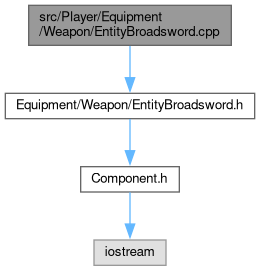 src/Player/Equipment
/Weapon/EntityBroadsword.cpp
Equipment/Weapon/EntityBroadsword.h
Component.h
iostream